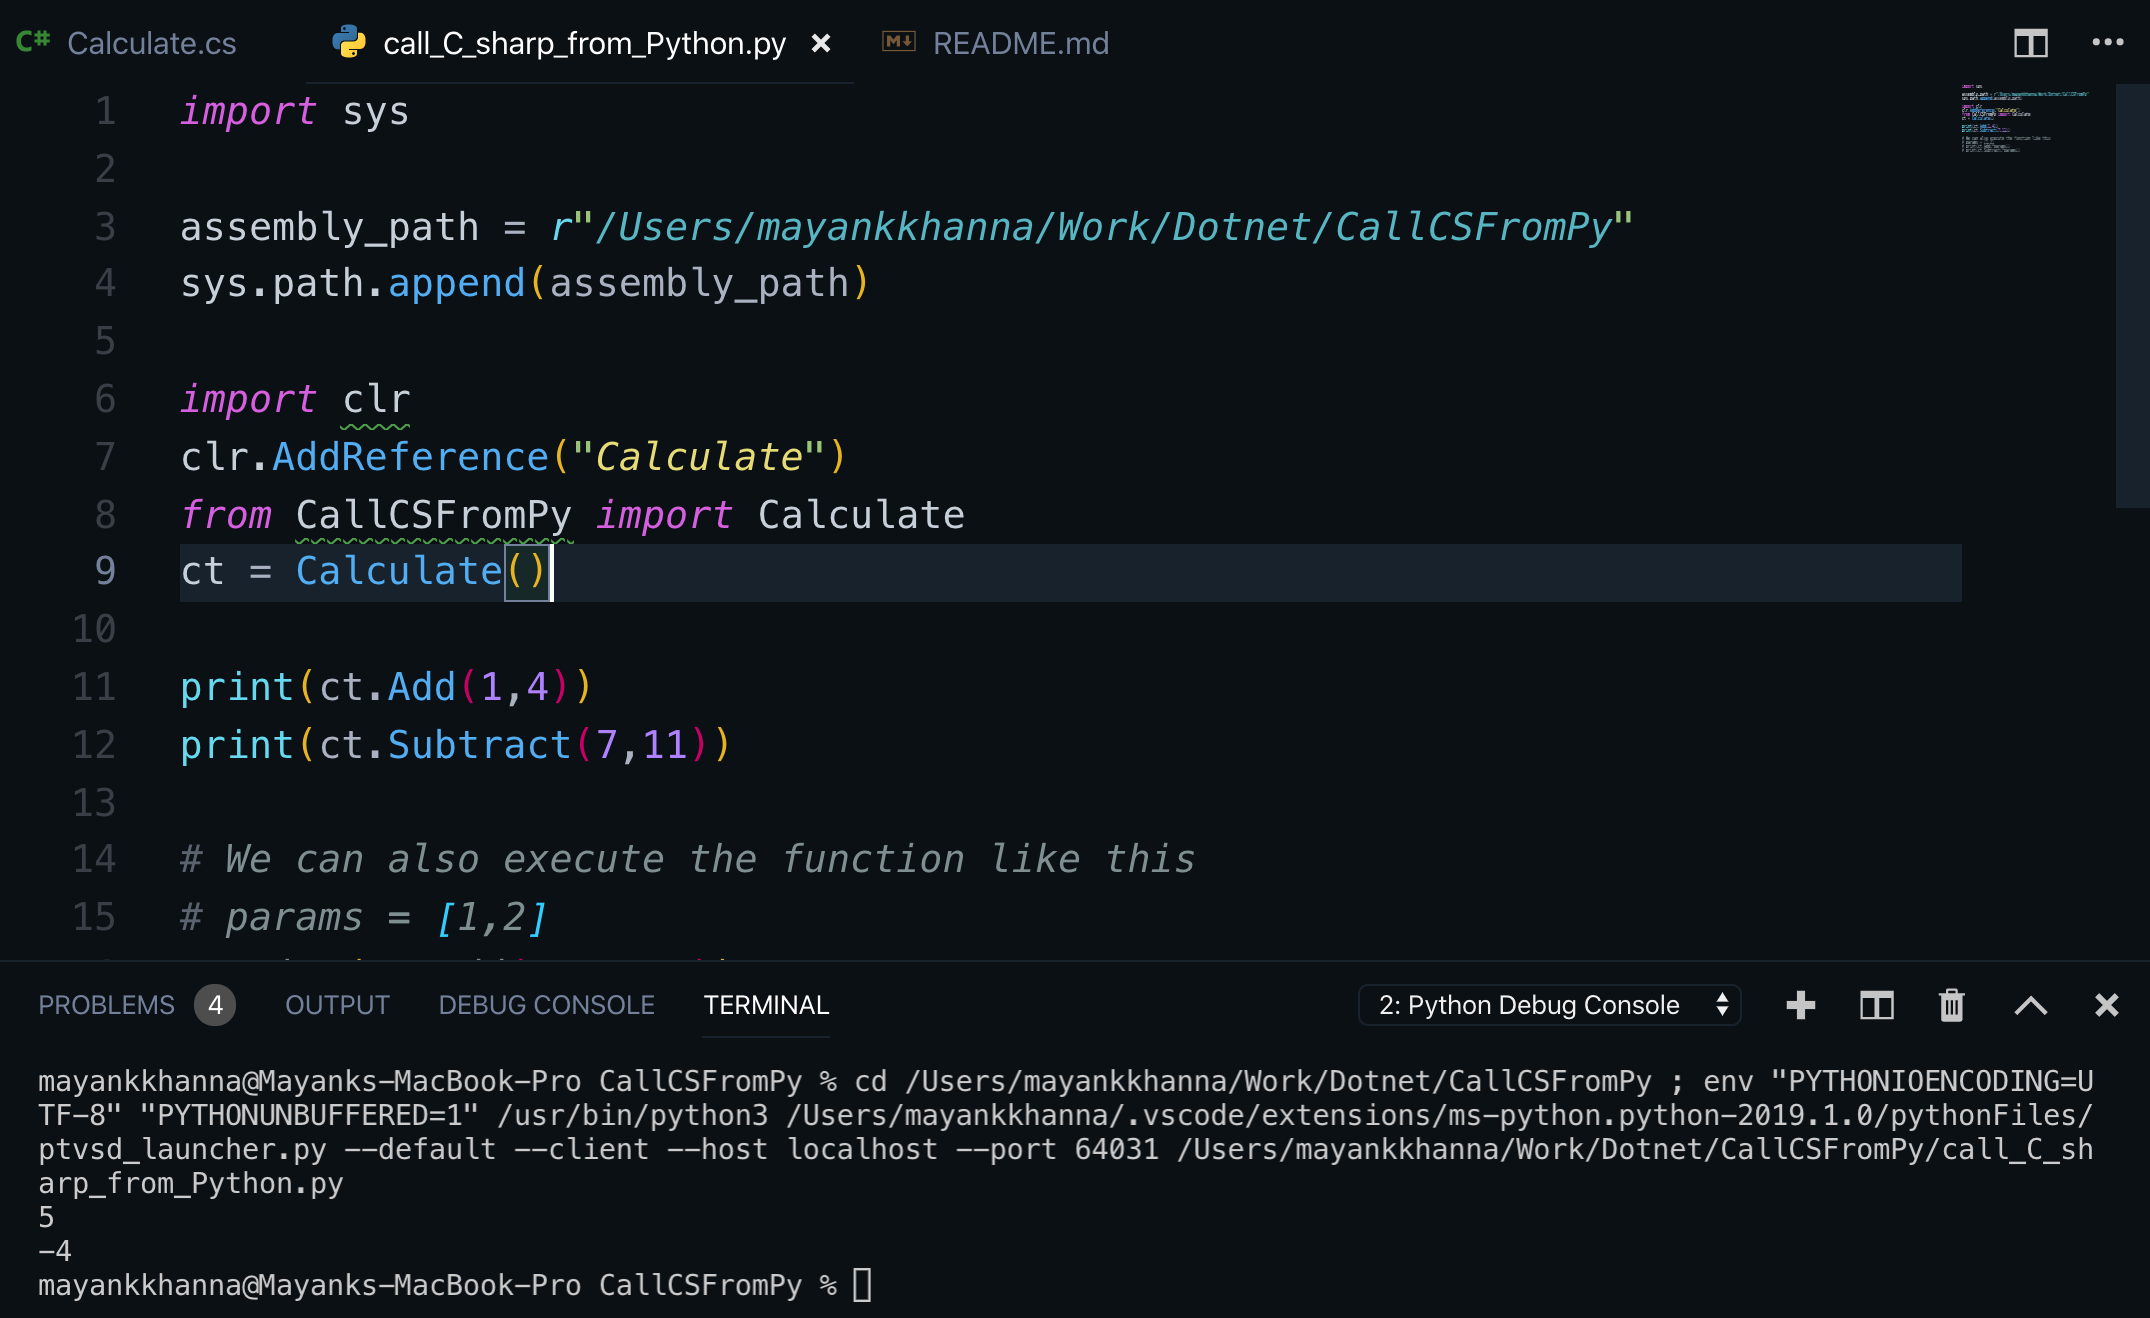 C# Calculate.cs call_C_sharp_from_Python.py × M↓ README.md ...
1 import sys
2
3 assembly_path = r"/Users/mayankkhanna/Work/Dotnet/CallCSFromPy"
4 sys.path.append(assembly_path)
5
6 import clr
7 clr.AddReference("Calculate")
8 from CallCSFromPy import Calculate
9 ct = Calculate()
10
11 print(ct.Add(1,4))
12 print(ct.Subtract(7,11))
13
14 # We can also execute the function like this
15 # params = [1,2]
PROBLEMS 4 OUTPUT DEBUG CONSOLE TERMINAL 2: Python Debug Console
mayankkhanna@Mayanks-MacBook-Pro CallCSFromPy % cd /Users/mayankkhanna/Work/Dotnet/CallCSFromPy ; env "PYTHONIOENCODING=U
TF-8" "PYTHONUNBUFFERED=1" /usr/bin/python3 /Users/mayankkhanna/.vscode/extensions/ms-python.python-2019.1.0/pythonFiles/
ptvsd_launcher.py --default --client --host localhost --port 64031 /Users/mayankkhanna/Work/Dotnet/CallCSFromPy/call_C_sh
arp_from_Python.py
5
-4
mayankkhanna@Mayanks-MacBook-Pro CallCSFromPy %